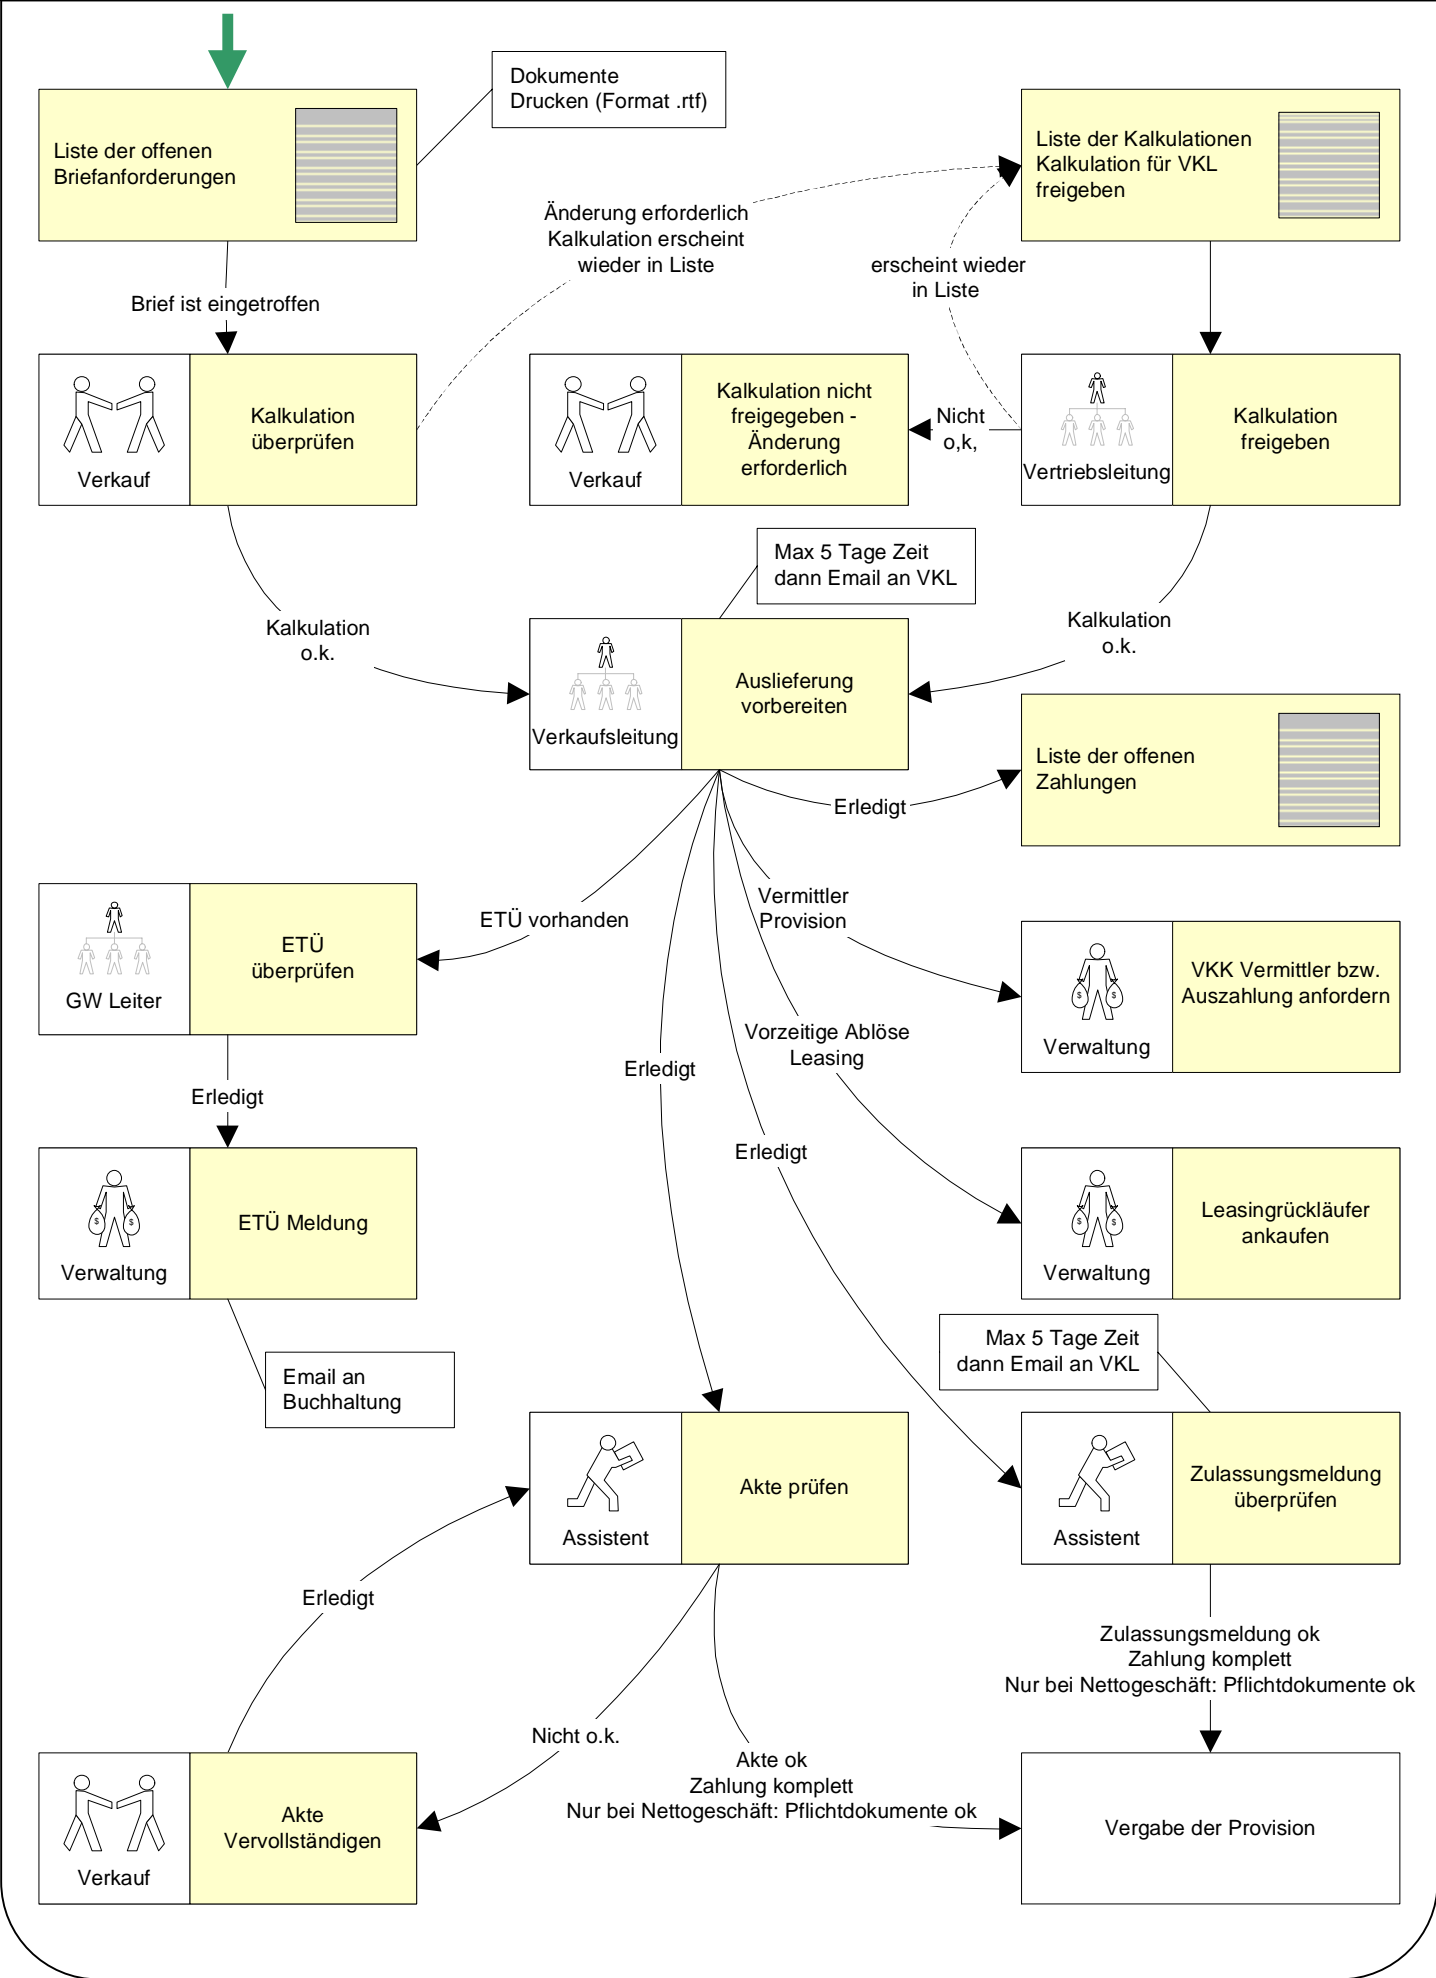 Dokumente
Drucken (Format .rtf)
Liste der offenen
Briefanforderungen
Liste der Kalkulationen
Kalkulation für VKL
freigeben
Änderung erforderlich
Kalkulation erscheint
wieder in Liste
erscheint wieder
in Liste
Brief ist eingetroffen
Verkauf
Kalkulation
überprüfen
Verkauf
Kalkulation nicht
freigegeben -
Änderung
erforderlich
Nicht
o,k,
Vertriebsleitung
Kalkulation
freigeben
Max 5 Tage Zeit
dann Email an VKL
Kalkulation
o.k.
Kalkulation
o.k.
Verkaufsleitung
Auslieferung
vorbereiten
Liste der offenen
Zahlungen
Erledigt
ETÜ vorhanden
Vermittler
Provision
GW Leiter
ETÜ
überprüfen
VKK Vermittler bzw.
Auszahlung anfordern
Verwaltung
Vorzeitige Ablöse
Leasing
Erledigt
Erledigt
Erledigt
Verwaltung
ETÜ Meldung
Verwaltung
Leasingrückläufer
ankaufen
Max 5 Tage Zeit
dann Email an VKL
Email an
Buchhaltung
Assistent
Akte prüfen
Assistent
Zulassungsmeldung
überprüfen
Erledigt
Zulassungsmeldung ok
Zahlung komplett
Nur bei Nettogeschäft: Pflichtdokumente ok
Nicht o.k.
Akte ok
Zahlung komplett
Nur bei Nettogeschäft: Pflichtdokumente ok
Verkauf
Akte
Vervollständigen
Vergabe der Provision